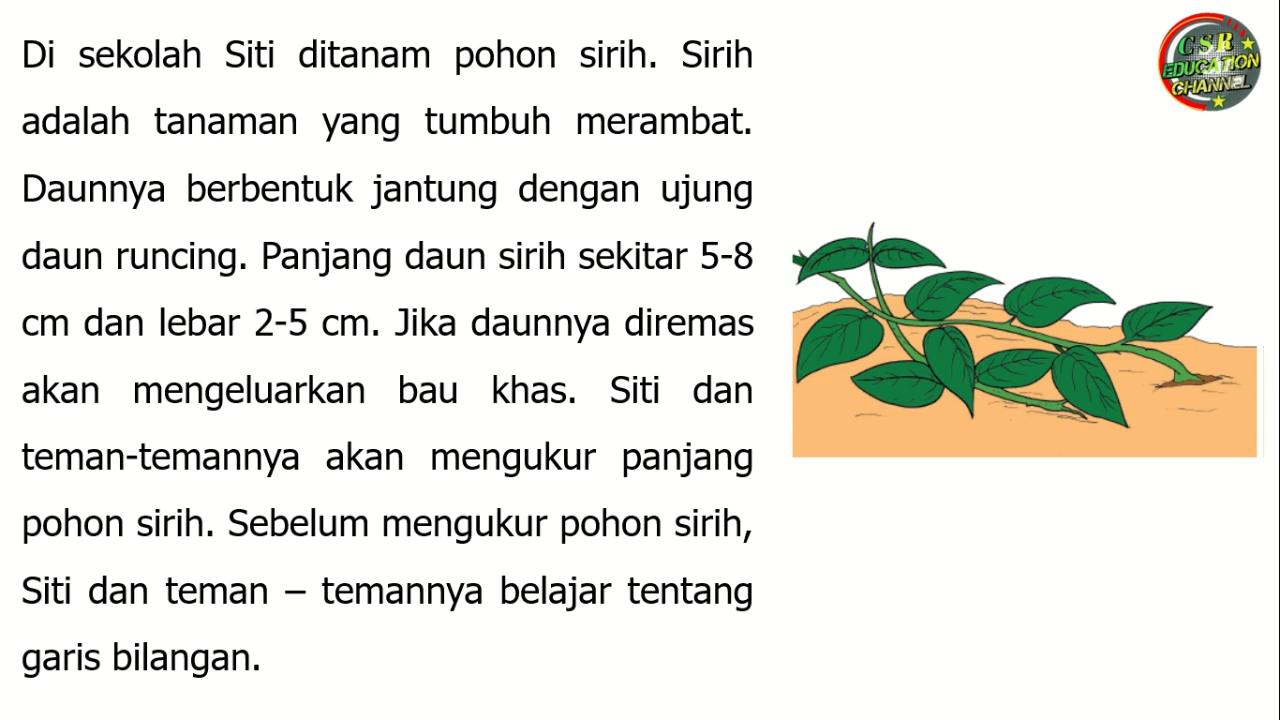 Di sekolah Siti ditanam pohon sirih. Sirih
adalah tanaman yang tumbuh merambat.
Daunnya berbentuk jantung dengan ujung
daun runcing. Panjang daun sirih sekitar 5-8
cm dan lebar 2-5 cm. Jika daunnya diremas
akan mengeluarkan bau khas. Siti dan
teman-temannya akan mengukur panjang
pohon sirih. Sebelum mengukur pohon sirih,
Siti dan teman – temannya belajar tentang
garis bilangan.
CSR
EDUCATION
CHANNEL